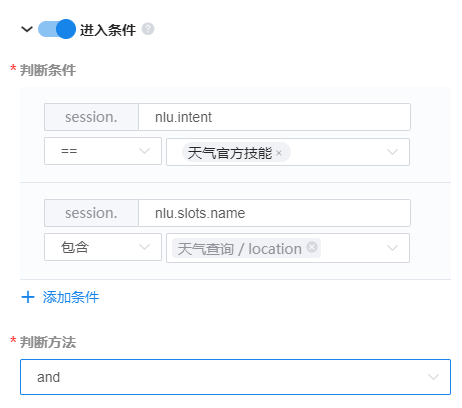 进入条件 ?
* 判断条件
session. nlu.intent
== 天气官方技能 ×
session. nlu.slots.name
包含 天气查询 / location ×
+ 添加条件
* 判断方法
and